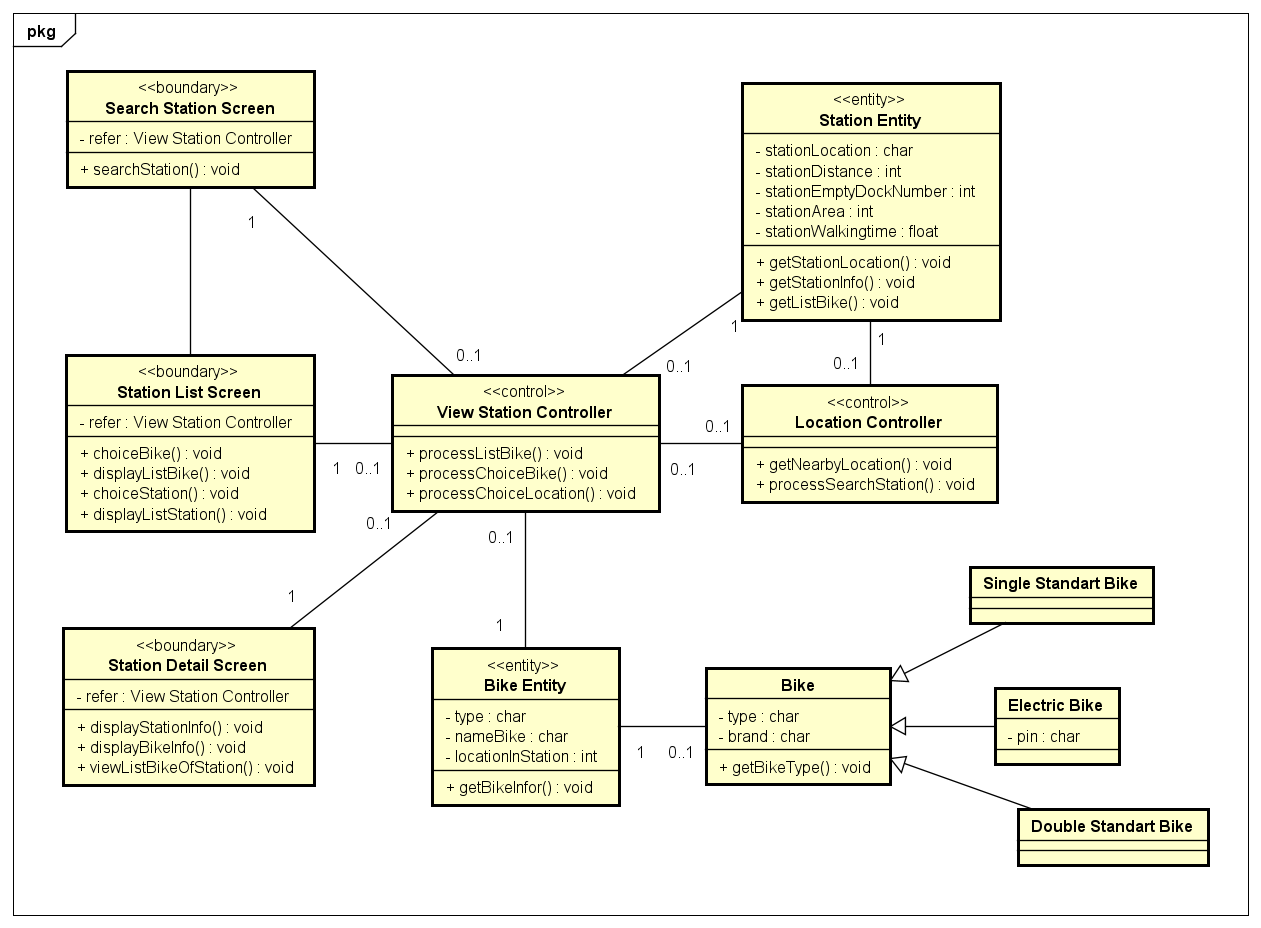 pkg
<<boundary>>
Search Station Screen
- refer : View Station Controller
+ searchStation() : void
<<entity>>
Station Entity
- stationLocation : char
- stationDistance : int
- stationEmptyDockNumber : int
- stationArea : int
- stationWalkingtime : float
+ getStationLocation() : void
+ getStationInfo() : void
+ getListBike() : void
1
0..1
1
0..1
1
0..1
<<boundary>>
Station List Screen
- refer : View Station Controller
+ choiceBike() : void
+ displayListBike() : void
+ choiceStation() : void
+ displayListStation() : void
1
0..1
<<control>>
View Station Controller
+ processListBike() : void
+ processChoiceBike() : void
+ processChoiceLocation() : void
0..1
0..1
<<control>>
Location Controller
+ getNearbyLocation() : void
+ processSearchStation() : void
0..1
1
0..1
1
<<boundary>>
Station Detail Screen
- refer : View Station Controller
+ displayStationInfo() : void
+ displayBikeInfo() : void
+ viewListBikeOfStation() : void
<<entity>>
Bike Entity
- type : char
- nameBike : char
- locationInStation : int
+ getBikeInfor() : void
1
0..1
Bike
- type : char
- brand : char
+ getBikeType() : void
Single Standart Bike
Electric Bike
- pin : char
Double Standart Bike